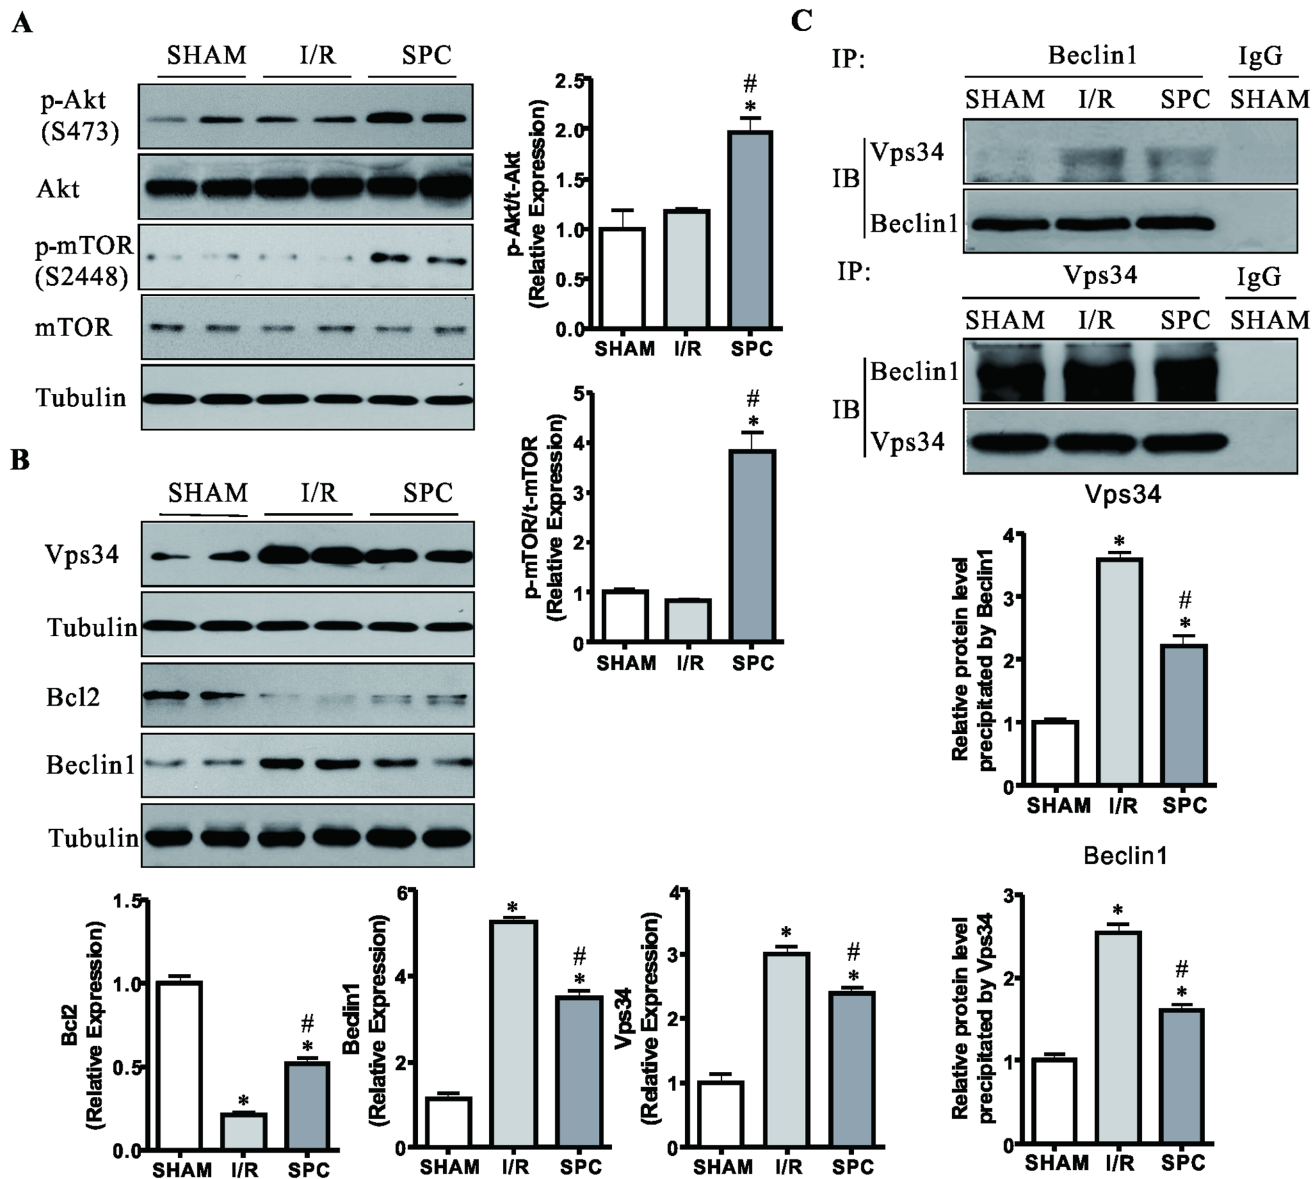 A
SHAM I/R SPC
p-Akt
(S473)
Akt
p-mTOR
(S2448)
mTOR
Tubulin
p-Akt/t-Akt
(Relative Expression)
2.5
2.0
1.5
1.0
0.5
0.0
# 
*
SHAM I/R SPC
p-mTOR/t-mTOR
(Relative Expression)
5
4
5
2
1
0
#
*
SHAM I/R SPC
B
SHAM I/R SPC
Vps34
Tubulin
Bcl2
Beclin1
Tubulin
Bcl2
(Relative Expression)
1.5
1.0
0.5
0.0
*
#
*
SHAM I/R SPC
Beclin1
(Relative Expression)
6
4
2
0
*
#
*
SHAM I/R SPC
Vps34
(Relative Expression)
4
3
2
1
0
*
#
*
SHAM I/R SPC
C
IP: Beclin1 IgG
SHAM I/R SPC SHAM
IB
Vps34
Beclin1
IP: Vps34 IgG
SHAM I/R SPC SHAM
IB
Beclin1
Vps34
Vps34
Relative protein level
precipitated by Beclin1
4
3
2
1
0
*
#
*
SHAM I/R SPC
Beclin1
Relative protein level
precipitated by Vps34
3
2
1
0
*
#
*
SHAM I/R SPC